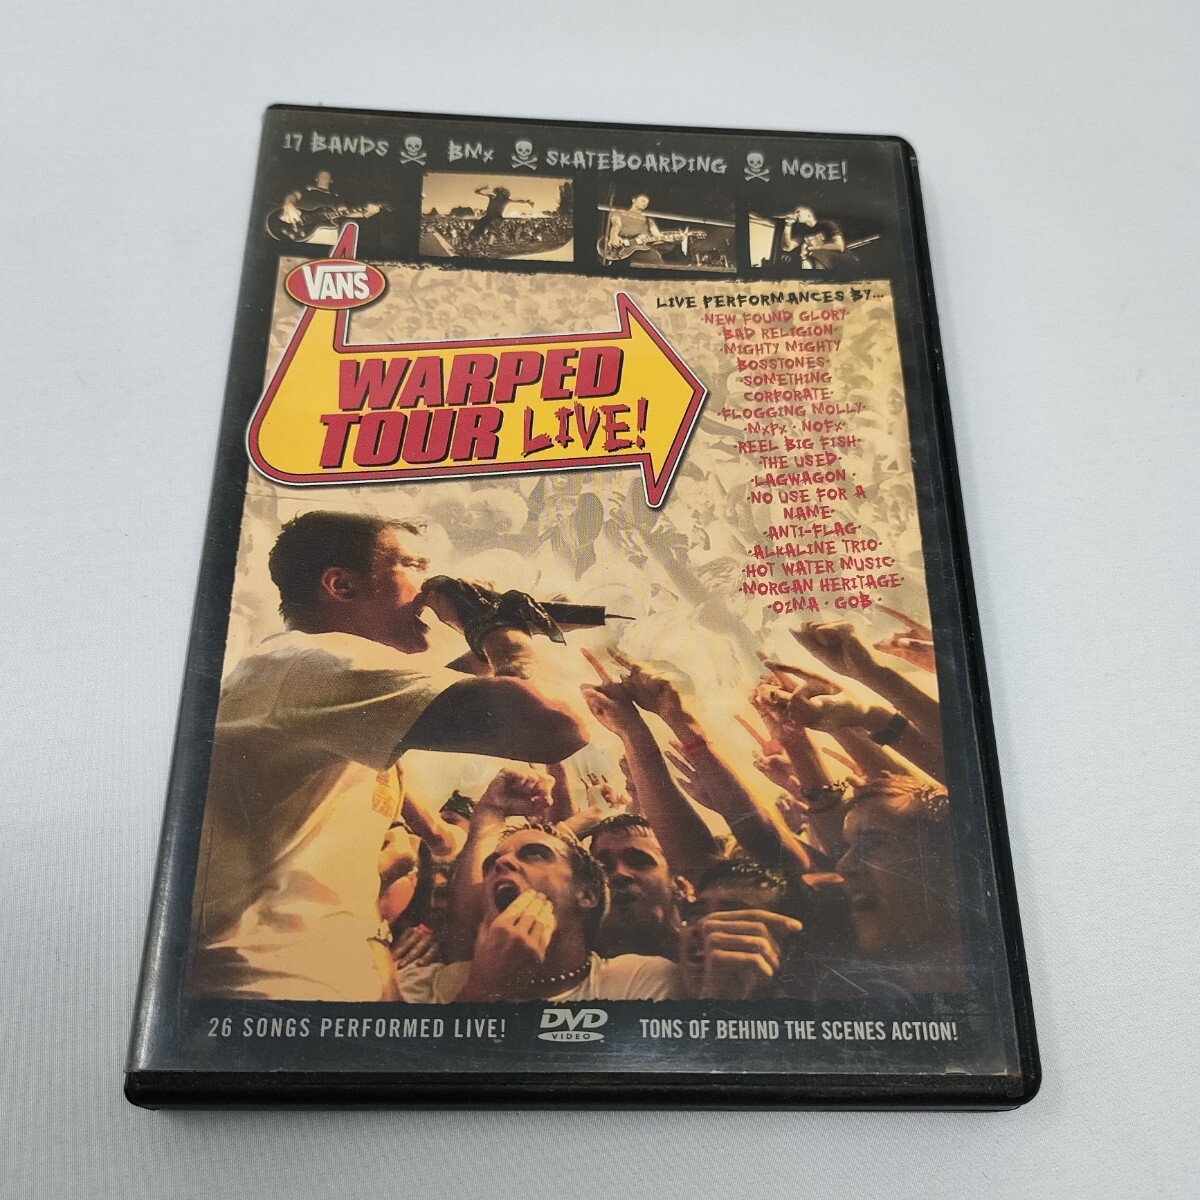 17 BANDS BMX SKATEBOARDING MORE!
VANS
WARPED
TOUR LIVE!
LIVE PERFORMANCES BY...
·NEW FOUND GLORY·
·BAD RELIGION·
·MIGHTY MIGHTY
BOSSTONES·
·SOMETHING
CORPORATE·
·FLOGGING MOLLY·
·MxPx· ·NOFx·
·REEL BIG FISH·
·THE USED·
·LAGWAGON·
·NO USE FOR A
NAME·
·ANTI-FLAG·
·ALKALINE TRIO·
·HOT WATER MUSIC·
·MORGAN HERITAGE·
·OZMA · GOB·
26 SONGS PERFORMED LIVE!
DVD
VIDEO
TONS OF BEHIND THE SCENES ACTION!